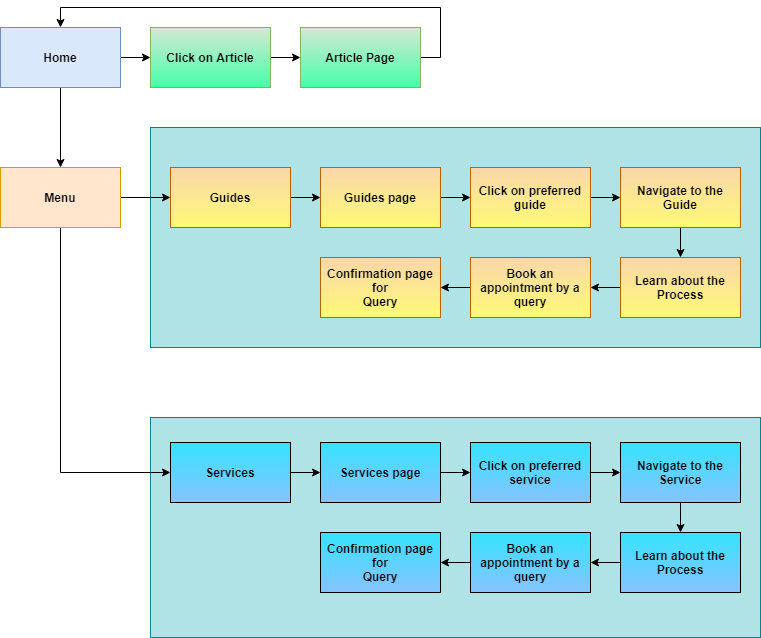 Home
Click on Article
Article Page
Menu
Guides
Guides page
Click on preferred
guide
Navigate to the
Guide
Confirmation page
for
Query
Book an
appointment by a
query
Learn about the
Process
Services
Services page
Click on preferred
service
Navigate to the
Service
Confirmation page
for
Query
Book an
appointment by a
query
Learn about the
Process